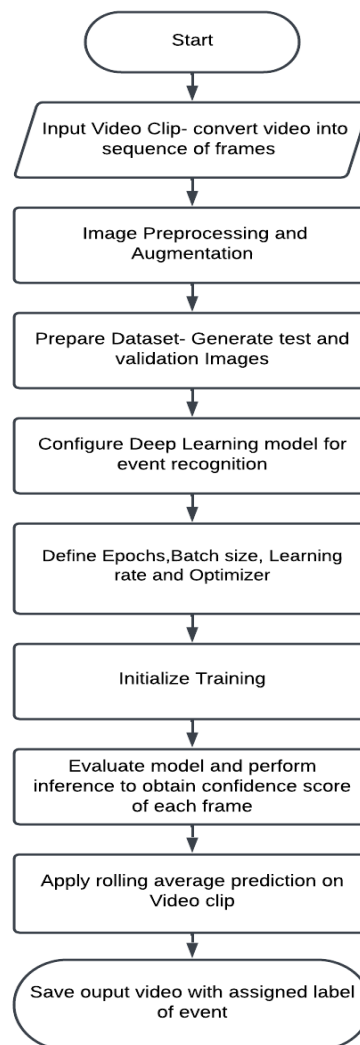 Start
Input Video Clip- convert video into
sequence of frames
Image Preprocessing and
Augmentation
Prepare Dataset- Generate test and
validation Images
Configure Deep Learning model for
event recognition
Define Epochs,Batch size, Learning
rate and Optimizer
Initialize Training
Evaluate model and perform
inference to obtain confidence score
of each frame
Apply rolling average prediction on
Video clip
Save ouput video with assigned label
of event